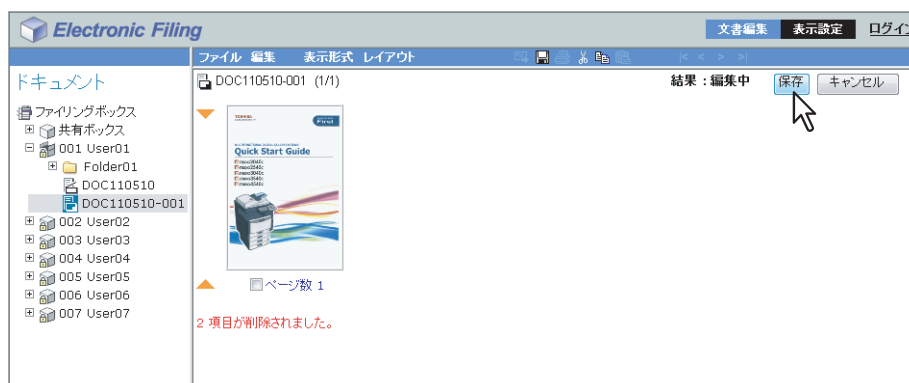 Electronic Filing
文書編集 表示設定 ログイン
ファイル 編集 表示形式 レイアウト |< < > >|
ドキュメント
DOC110510-001 (1/1) 結果：編集中 保存 キャンセル
ファイリングボックス
共有ボックス
001 User01
Folder01
DOC110510
DOC110510-001
002 User02
003 User03
004 User04
005 User05
006 User06
007 User07
TOSHIBA
First
Quick Start Guide
ページ数 1
2 項目が削除されました。